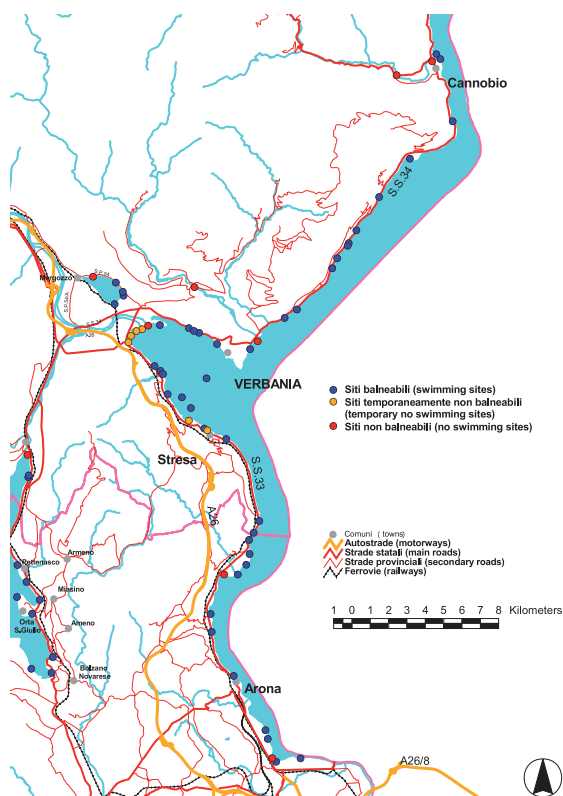 Cannobio
S.S.34
S.P.54
Mergozzo
S.P.54/A
S.S.34
A26
VERBANIA
Siti balneabili (swimming sites)
Siti temporaneamente non balneabili
(temporary no swimming sites)
Siti non balneabili (no swimming sites)
Stresa
S.S.33
A26
Comuni ( towns)
Autostrade (motorways)
Strade statali (main roads)
Strade provinciali (secondary roads)
Ferrovie (railways)
Armeno
Pettenasco
Miasino
1 0 1 2 3 4 5 6 7 8 Kilometers
Orta
S.Giulio
Ameno
Bolzano
Novarese
Arona
A26/8